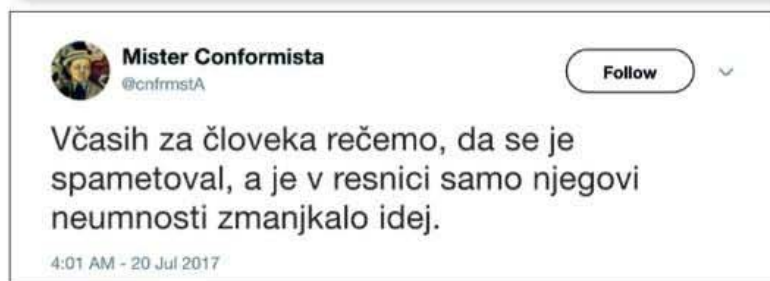 Mister Conformista
@cnfrmstA
Follow
Včasih za človeka rečemo, da se je
spametoval, a je v resnici samo njegovi
neumnosti zmanjkalo idej.
4:01 AM - 20 Jul 2017